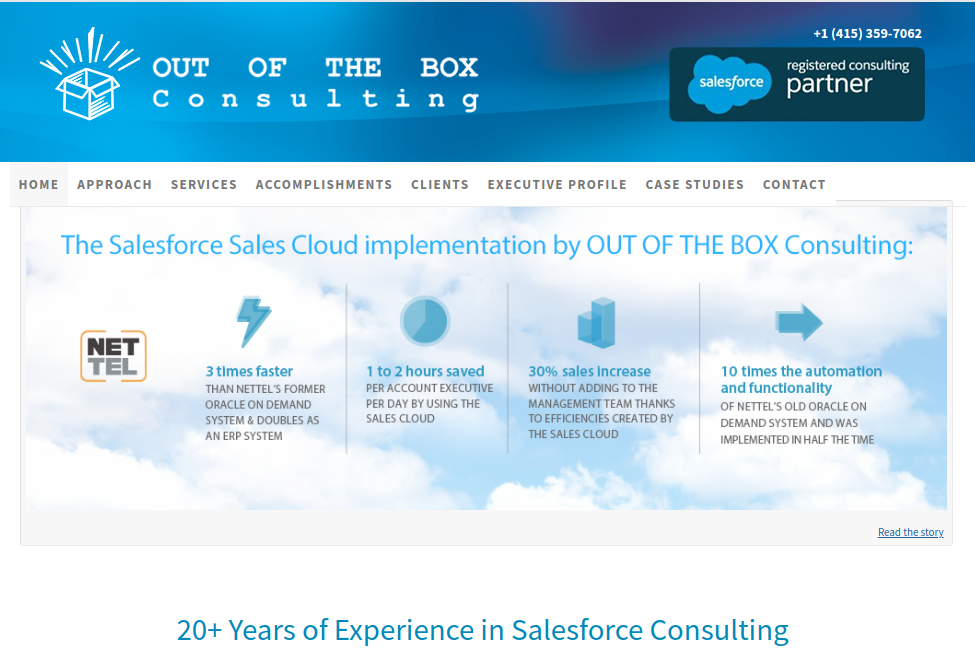 +1 (415) 359-7062
OUT OF THE BOX
Consulting
salesforce
registered consulting
partner
HOME APPROACH SERVICES ACCOMPLISHMENTS CLIENTS EXECUTIVE PROFILE CASE STUDIES CONTACT
The Salesforce Sales Cloud implementation by OUT OF THE BOX Consulting:
NET
TEL
3 times faster
THAN NETTEL'S FORMER
ORACLE ON DEMAND
SYSTEM & DOUBLES AS
AN ERP SYSTEM
1 to 2 hours saved
PER ACCOUNT EXECUTIVE
PER DAY BY USING THE
SALES CLOUD
30% sales increase
WITHOUT ADDING TO THE
MANAGEMENT TEAM THANKS
TO EFFICIENCIES CREATED BY
THE SALES CLOUD
10 times the automation
and functionality
OF NETTEL'S OLD ORACLE ON
DEMAND SYSTEM AND WAS
IMPLEMENTED IN HALF THE TIME
Read the story
20+ Years of Experience in Salesforce Consulting